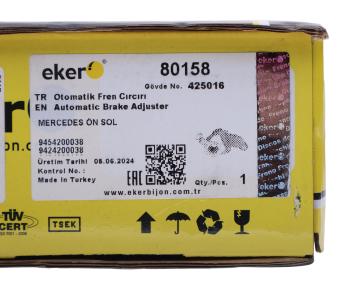 eker
80158
Gövde No. 425016
TR Otomatik Fren Cırcırı
EN Automatic Brake Adjuster
MERCEDES ÖN SOL
9454200038
9424200038
Üretim Tarihi 08.06.2024
Kontrol No.:
Made In Turkey
Qty./Pcs. 1
www.ekerbijon.com.tr
TÜV
CERT
TSEK